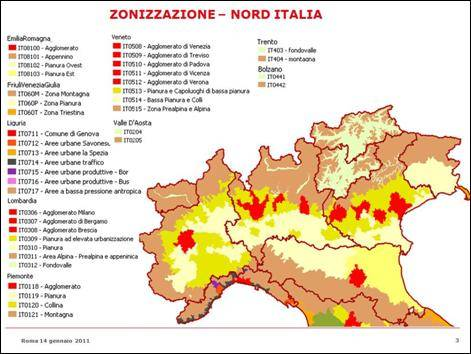 ZONIZZAZIONE – NORD ITALIA
EmiliaRomagna
IT08100 - Agglomerato
IT08101 - Appennino
IT08102 - Pianura Ovest
IT08103 - Pianura Est
FriuliVeneziaGiulia
IT060M - Zona Montagna
IT060P - Zona Pianura
IT060T - Zona Triestina
Liguria
IT0711 - Comune di Genova
IT0712 - Aree urbane Savonesi,
IT0713 - Aree urbane la Spezia
IT0714 - Aree urbane traffico
IT0715 - Aree urbane produttive - Bor
IT0716 - Aree urbane produttive - Bus
IT0717 - Area a bassa pressione antropica
Lombardia
IT0306 - Agglomerato Milano
IT0307 - Agglomerato di Bergamo
IT0308 - Agglomerato Brescia
IT0309 - Pianura ad elevata urbanizzazione
IT0310 - Pianura
IT0311 - Area Alpina - Prealpina e appeninica
IT0312 - Fondovalle
Piemonte
IT0118 - Agglomerato
IT0119 - Pianura
IT0120 - Collina
IT0121 - Montagna
Veneto
IT0508 - Agglomerato di Venezia
IT0509 - Agglomerato di Treviso
IT0510 - Agglomerato di Padova
IT0511 - Agglomerato di Vicenza
IT0512 - Agglomerato di Verona
IT0513 - Pianura e Capoluoghi di bassa pianura
IT0514 - Bassa Pianura e Colli
IT0515 - Zona Prealpina e Alpina
Valle D'Aosta
IT0204
IT0205
Trento
IT403 - fondovalle
IT404 - montagna
Bolzano
IT0441
IT0442
Roma 14 gennaio 2011
3